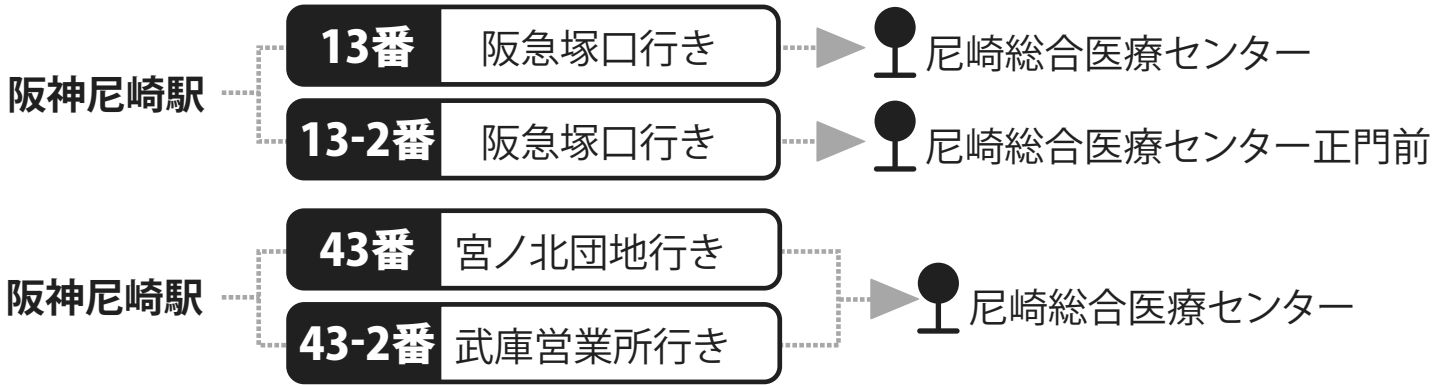 阪神尼崎駅
13番 阪急塚口行き
尼崎総合医療センター
13-2番 阪急塚口行き
尼崎総合医療センター正門前
阪神尼崎駅
43番 宮ノ北団地行き
43-2番 武庫営業所行き
尼崎総合医療センター